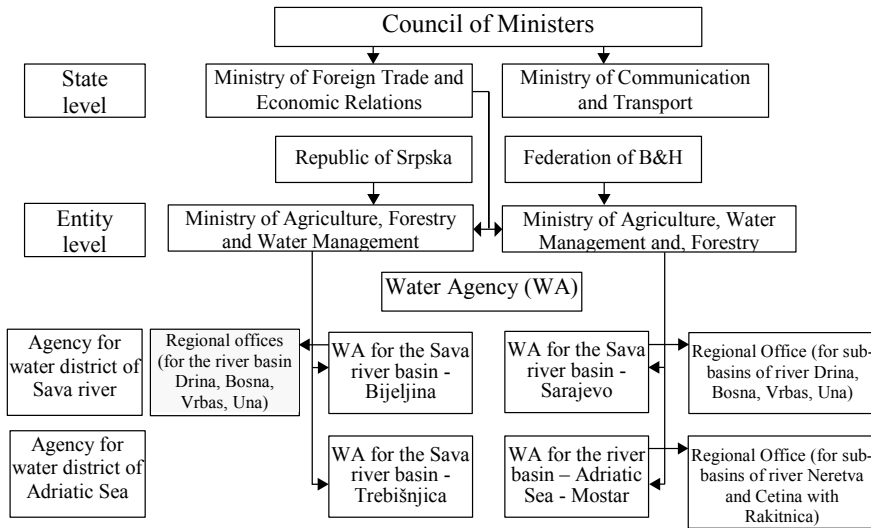 Council of Ministers
State
level
Ministry of Foreign Trade and
Economic Relations
Ministry of Communication
and Transport
Republic of Srpska
Federation of B&H
Entity
level
Ministry of Agriculture, Forestry
and Water Management
Ministry of Agriculture, Water
Management and, Forestry
Water Agency (WA)
Agency for
water district of
Sava river
Regional offices
(for the river basin
Drina, Bosna,
Vrbas, Una)
WA for the Sava
river basin -
Bijeljina
WA for the Sava
river basin -
Sarajevo
Regional Office (for sub-
basins of river Drina,
Bosna, Vrbas, Una)
Agency for
water district of
Adriatic Sea
WA for the Sava
river basin -
Trebišnjica
WA for the river
basin – Adriatic
Sea - Mostar
Regional Office (for sub-
basins of river Neretva
and Cetina with
Rakitnica)